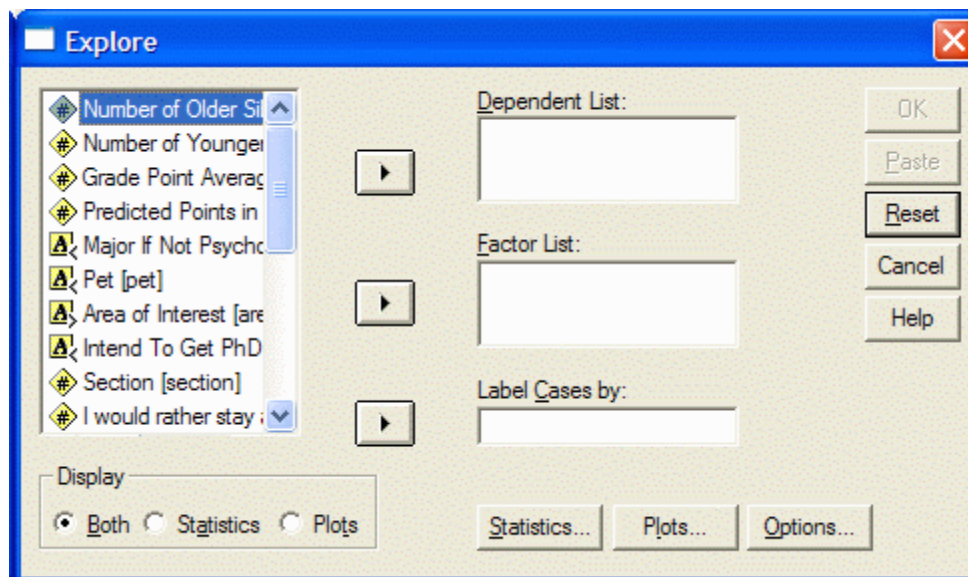 Explore
Number of Older Si
Number of Younger
Grade Point Averag
Predicted Points in
Major If Not Psycho
Pet [pet]
Area of Interest [are
Intend To Get PhD
Section [section]
I would rather stay a
Dependent List:
Factor List:
Label Cases by:
OK
Paste
Reset
Cancel
Help
Display
Both Statistics Plots
Statistics... Plots... Options...